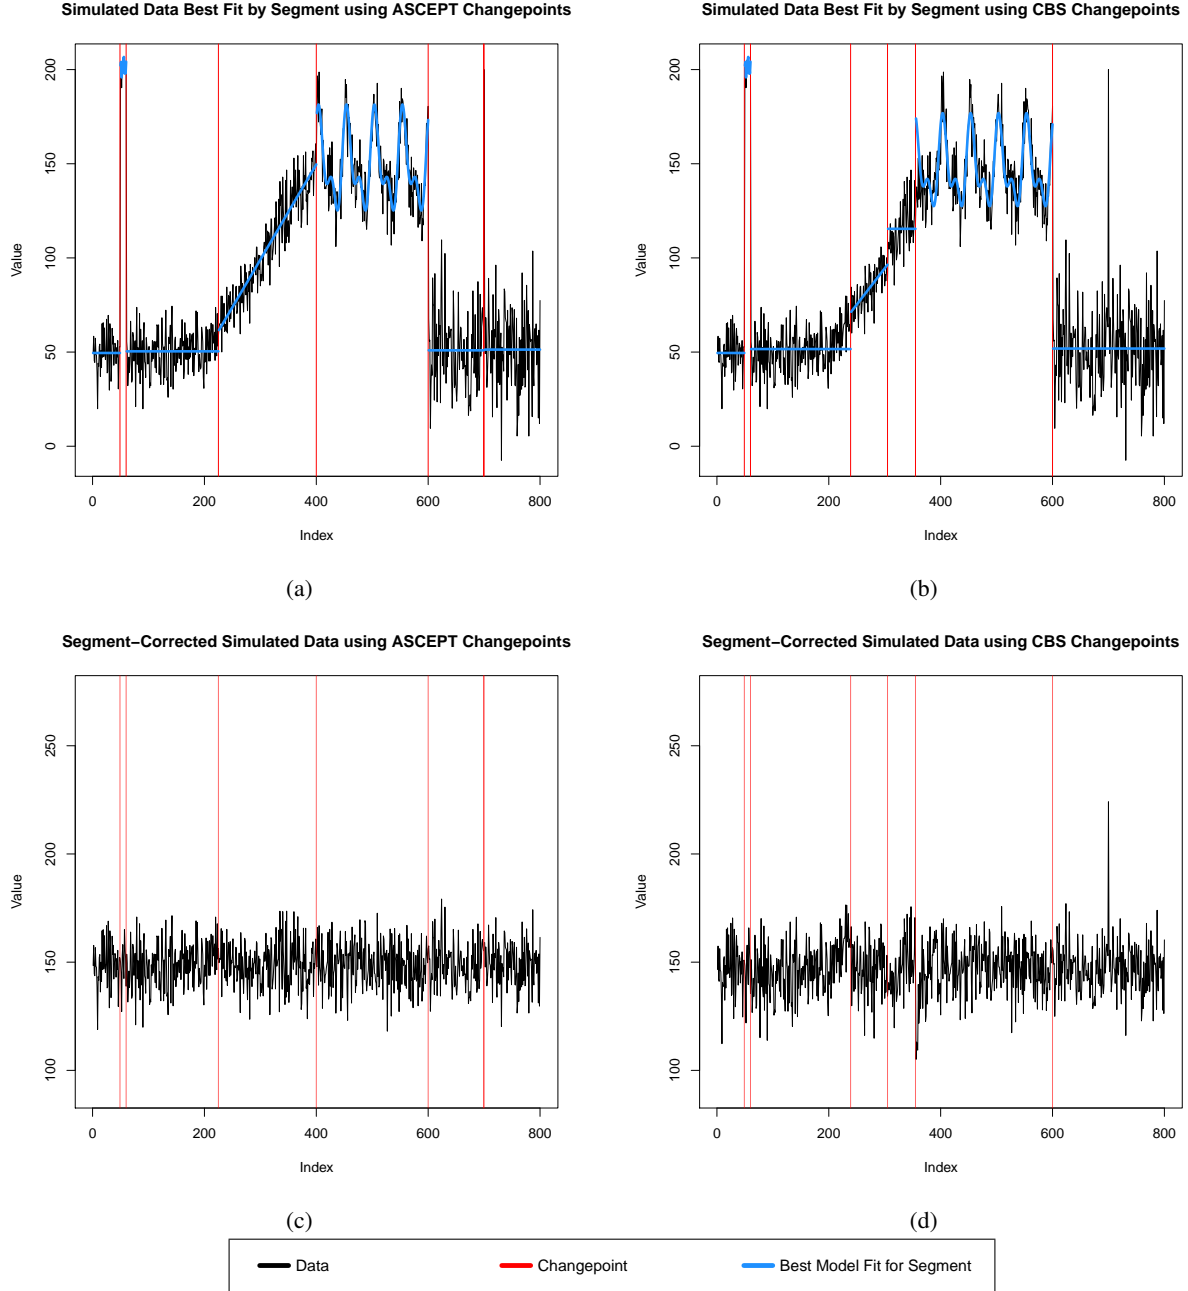 Simulated Data Best Fit by Segment using ASCEPT Changepoints
Value
0 50 100 150 200
0 200 400 600 800
Index
(a)
Simulated Data Best Fit by Segment using CBS Changepoints
Value
0 50 100 150 200
0 200 400 600 800
Index
(b)
Segment−Corrected Simulated Data using ASCEPT Changepoints
Value
100 150 200 250
0 200 400 600 800
Index
(c)
Segment−Corrected Simulated Data using CBS Changepoints
Value
100 150 200 250
0 200 400 600 800
Index
(d)
Data
Changepoint
Best Model Fit for Segment